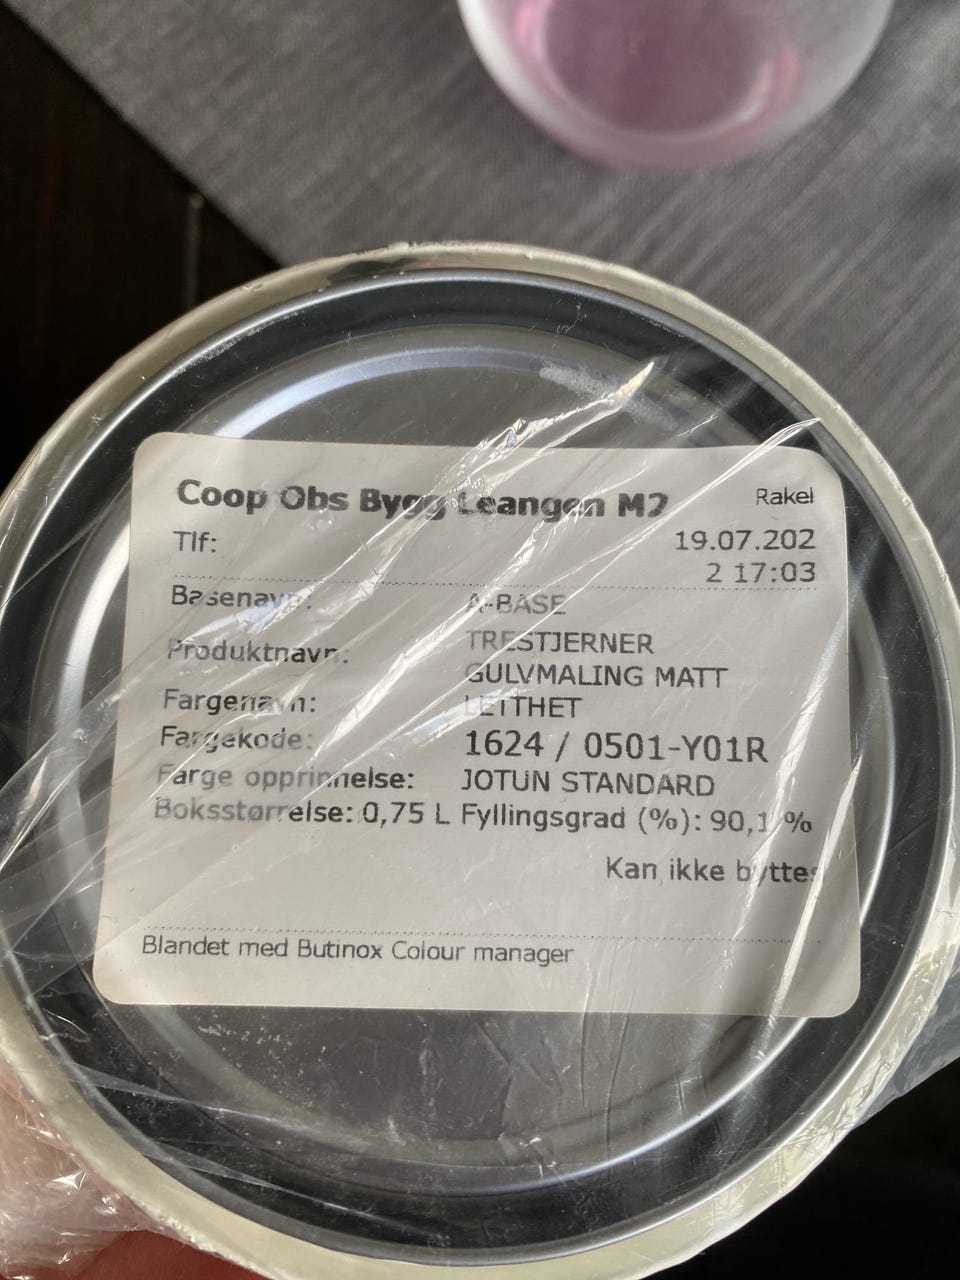 Coop Obs Bygg Leangen M2 Rakel
Tlf: 19.07.202
2 17:03
Basenavn: A-BASE
Produktnavn: TRESTJERNER
GULVMALING MATT
Fargenavn: LETTHET
Fargekode: 1624 / 0501-Y01R
Farge opprinnelse: JOTUN STANDARD
Boksstørrelse: 0,75 L Fyllingsgrad (%): 90,1 %
Kan ikke byttes
Blandet med Butinox Colour manager